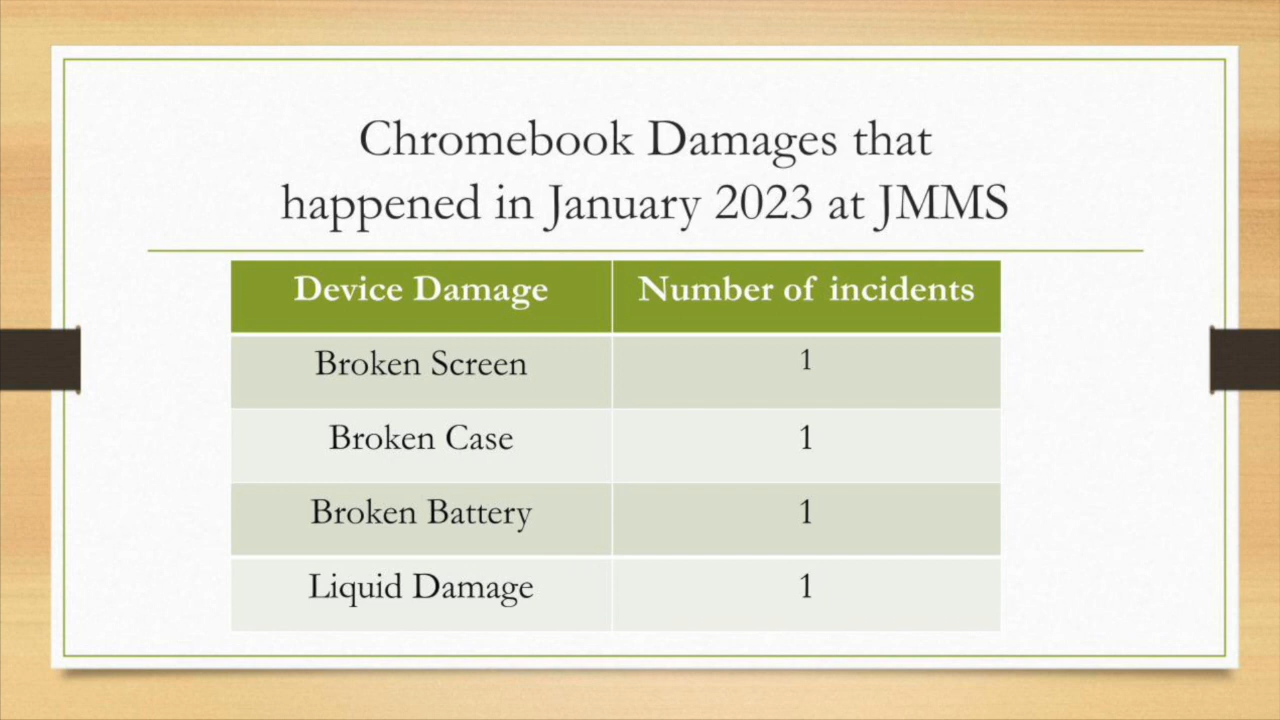 Chromebook Damages that
happened in January 2023 at JMMS
Device Damage Number of incidents
Broken Screen 1
Broken Case 1
Broken Battery 1
Liquid Damage 1